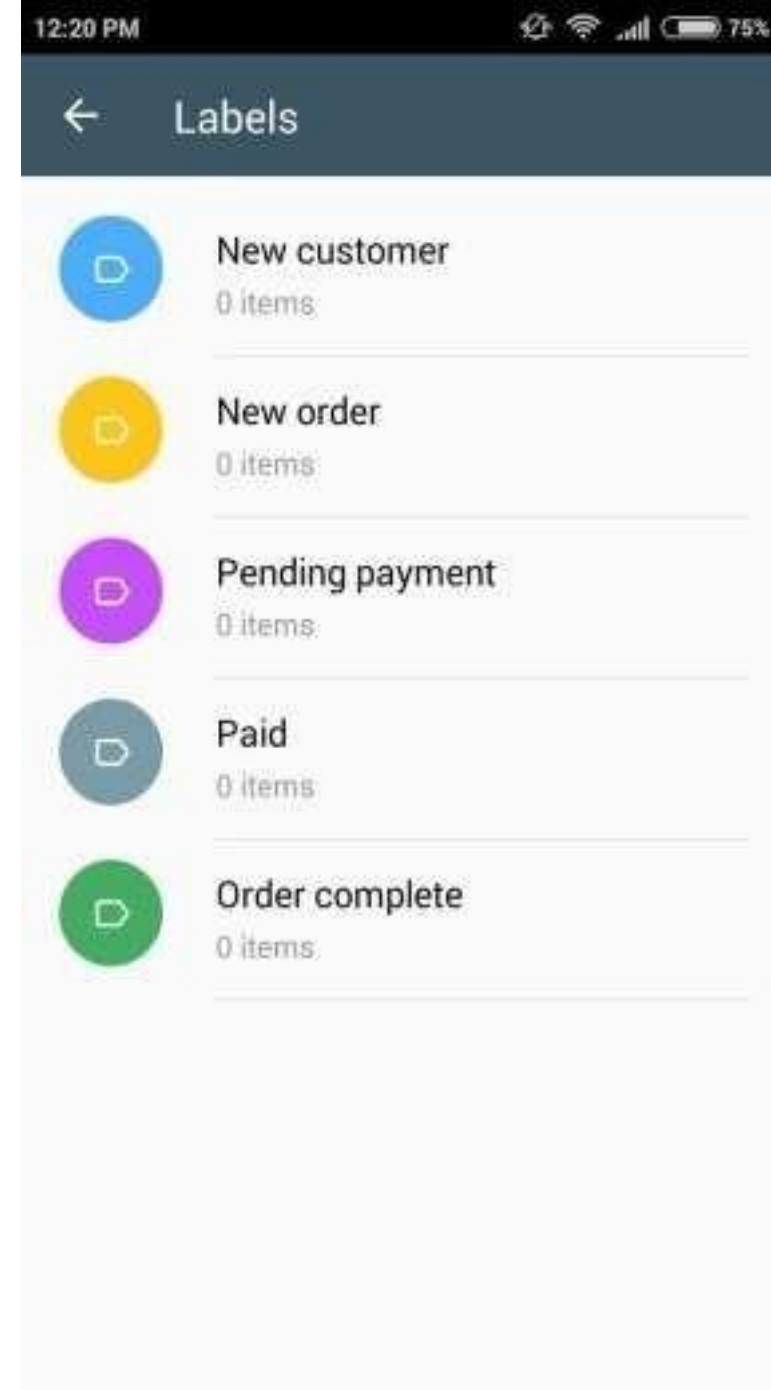 12:20 PM 75%
Labels
New customer
0 items
New order
0 items
Pending payment
0 items
Paid
0 items
Order complete
0 items